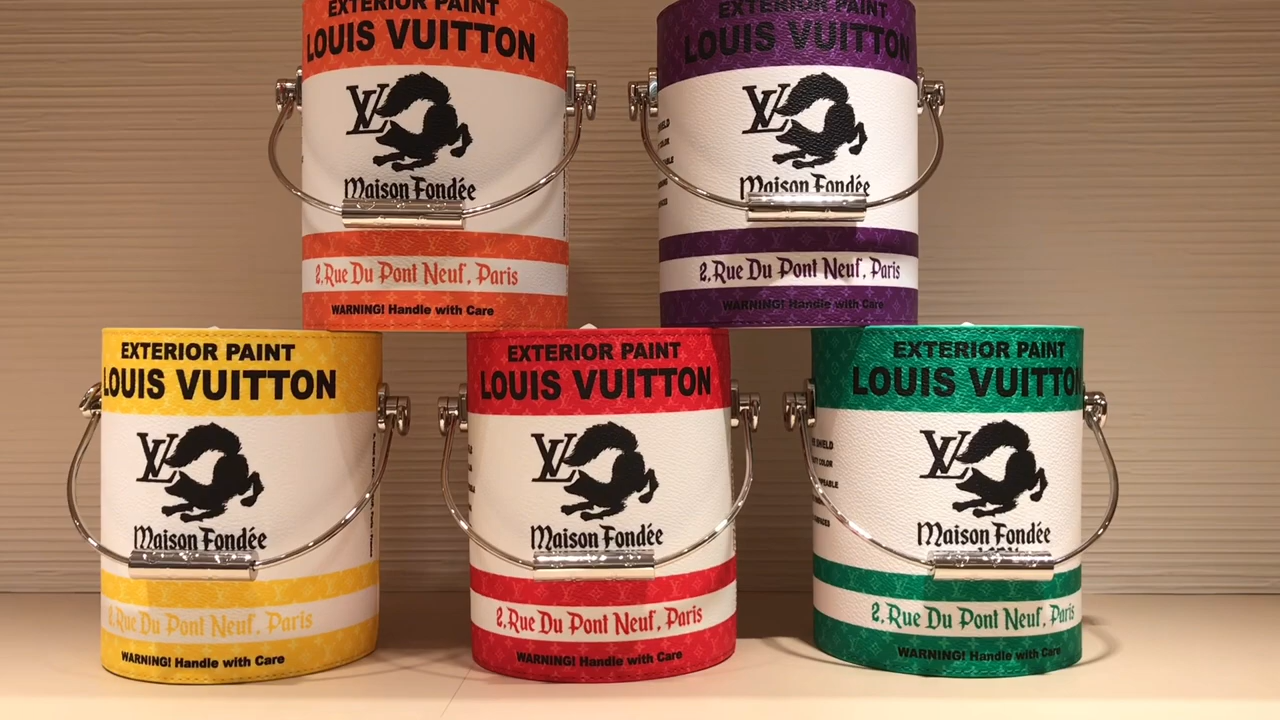 EXTERIOR PAINT
LOUIS VUITTON
LV
Maison Fondée
2, Rue Du Pont Neuf, Paris
WARNING! Handle with Care
EXTERIOR PAINT
LOUIS VUITTON
LV
Maison Fondée
2, Rue Du Pont Neuf, Paris
WARNING! Handle with Care
EXTERIOR PAINT
LOUIS VUITTON
LV
Maison Fondée
2, Rue Du Pont Neuf, Paris
WARNING! Handle with Care
EXTERIOR PAINT
LOUIS VUITTON
LV
Maison Fondée
2, Rue Du Pont Neuf, Paris
WARNING! Handle with Care
EXTERIOR PAINT
LOUIS VUITTON
SHIELD
COLOR
LV
Maison Fondée
2, Rue Du Pont Neuf, Paris
WARNING! Handle with Care